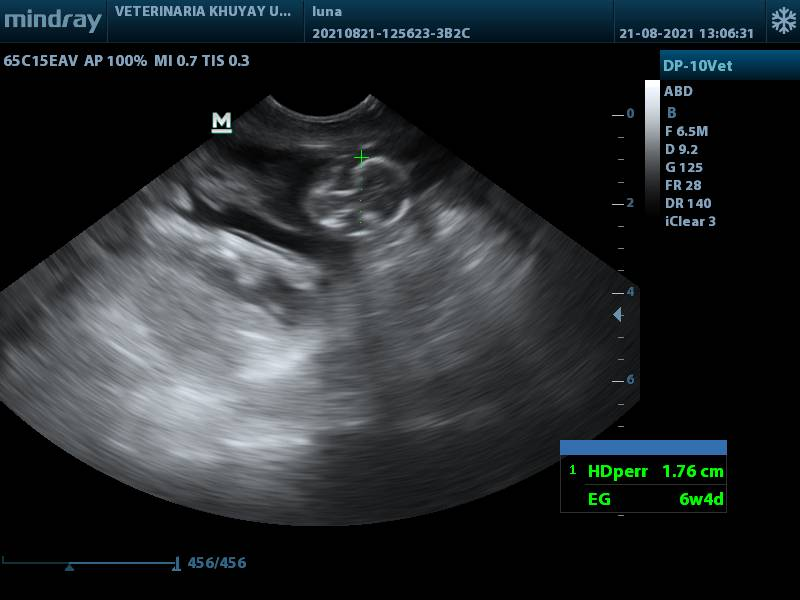 mindray
VETERINARIA KHUYAY U...
luna
20210821-125623-3B2C
21-08-2021 13:06:31
65C15EAV AP 100% MI 0.7 TIS 0.3
DP-10Vet
M
ABD
B
F 6.5M
D 9.2
G 125
FR 28
DR 140
iClear 3
0
2
4
6
1 HDperr 1.76 cm
EG 6w4d
456/456